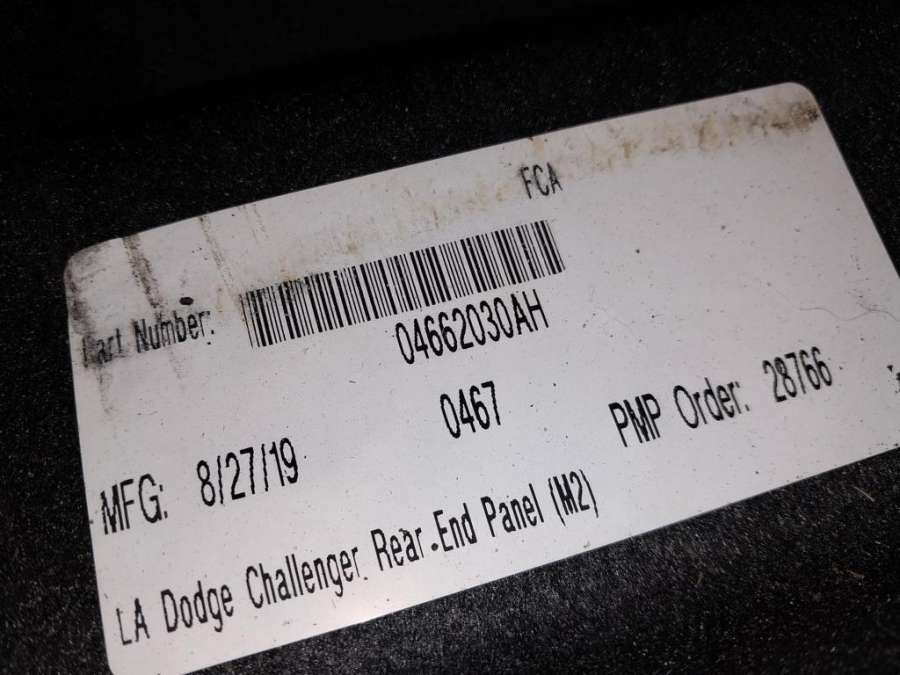 FCA
Part Number:
04662030AH
0467
PMP Order: 28766
MFG: 8/27/19
LA Dodge Challenger Rear End Panel (M2)